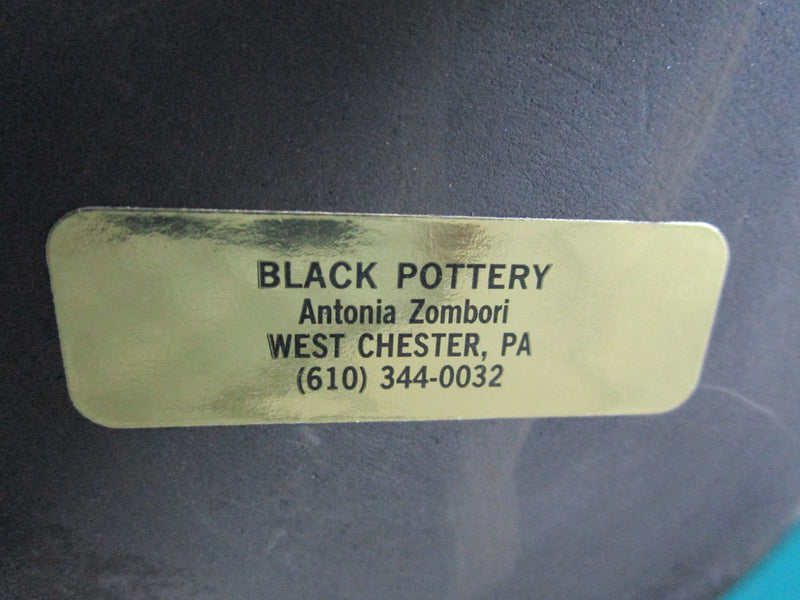 BLACK POTTERY
Antonia Zombori
WEST CHESTER, PA
(610) 344-0032